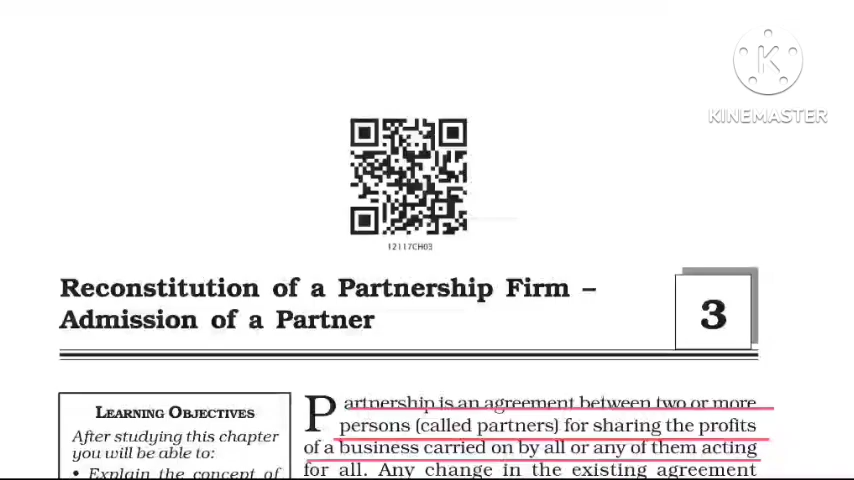 K
KINEMASTER
12117CH03
Reconstitution of a Partnership Firm –
Admission of a Partner
3
LEARNING OBJECTIVES
After studying this chapter
you will be able to:
• Explain the concept of
Partnership is an agreement between two or more
persons (called partners) for sharing the profits
of a business carried on by all or any of them acting
for all. Any change in the existing agreement